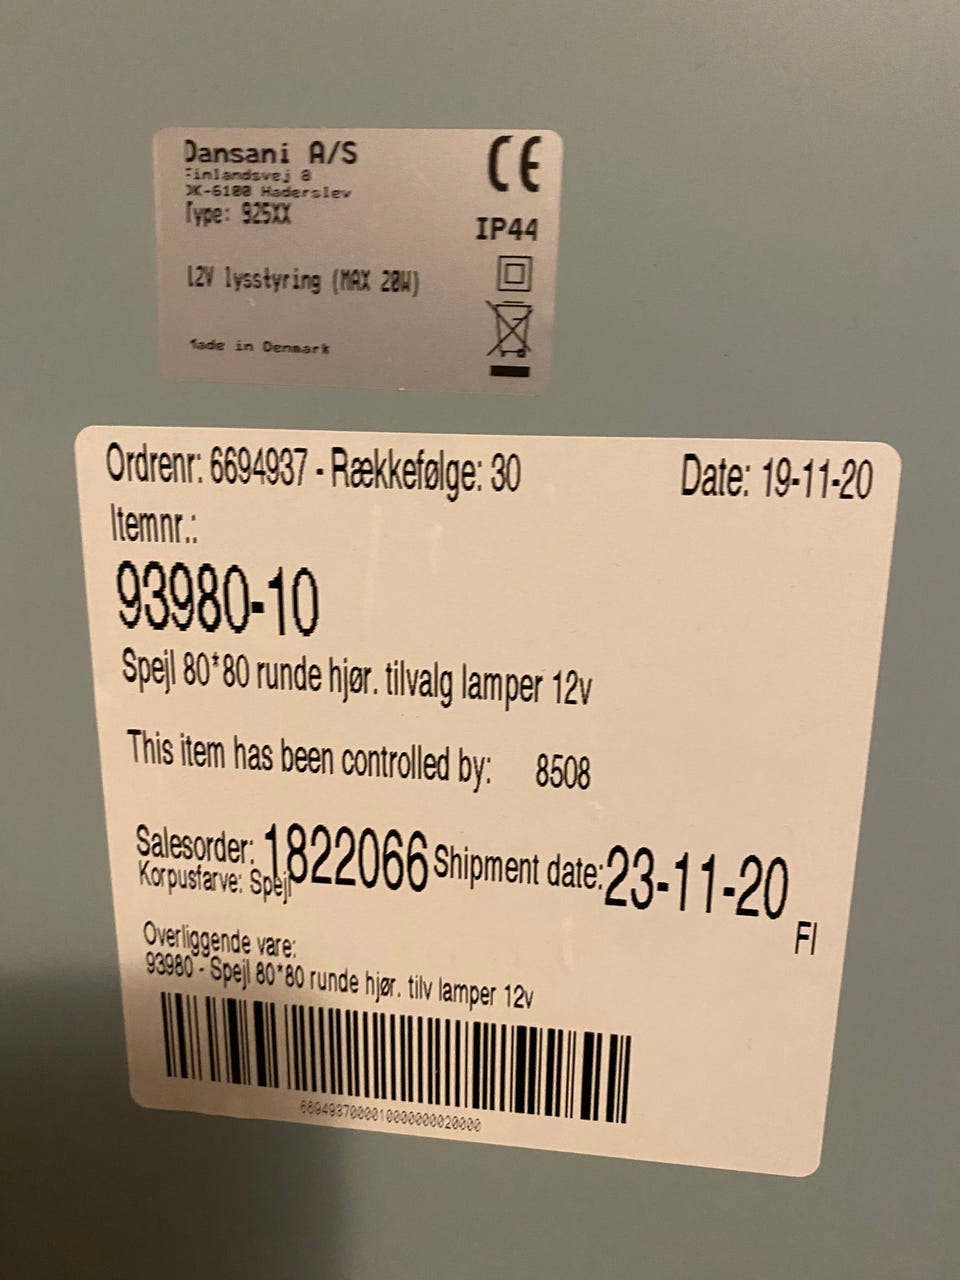 Dansani A/S
Finlandsvej 8
DK-6100 Haderslev
Type: 925XX
CE
IP44
12V lysstyring (MAX 20W)
Made in Denmark
Ordrenr: 6694937 - Rækkefølge: 30
Date: 19-11-20
Itemnr.:
93980-10
Spejl 80*80 runde hjør. tilvalg lamper 12v
This item has been controlled by: 8508
Salesorder: 1822066 Shipment date: 23-11-20
Korpusfarve: Spejl
FI
Overliggende vare:
93980 - Spejl 80*80 runde hjør. tilv lamper 12v